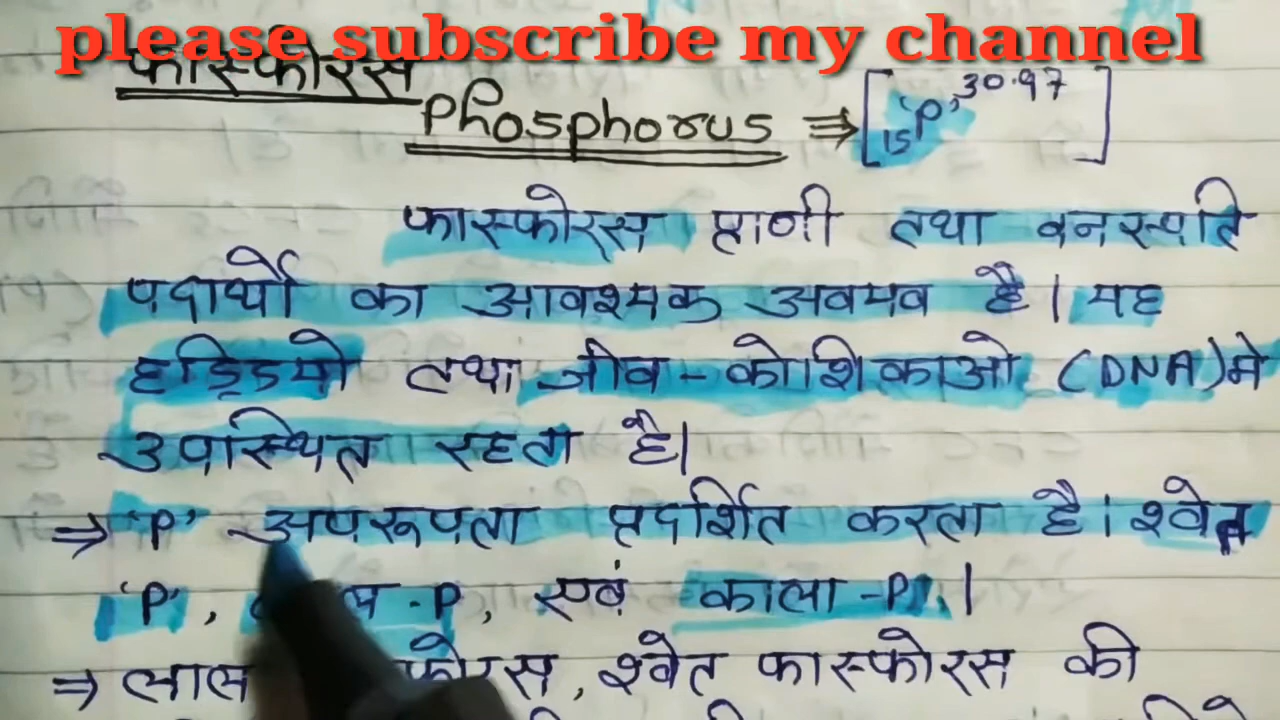 please subscribe my channel
फास्फोरस
Phosphorus ⇒ [15'P'30.97]
फास्फोरस प्राणी तथा वनस्पति
पदार्थो का आवश्यक अवयव है। यह
हड्डियो तथा जीव-कोशिकाओ (DNA) मे
उपस्थित रहता है।
⇒ 'P' अपरूपता प्रदर्शित करता है। श्वेत
'P', -P, एवं काला-P।
⇒ लाल श्वेत फास्फोरस की